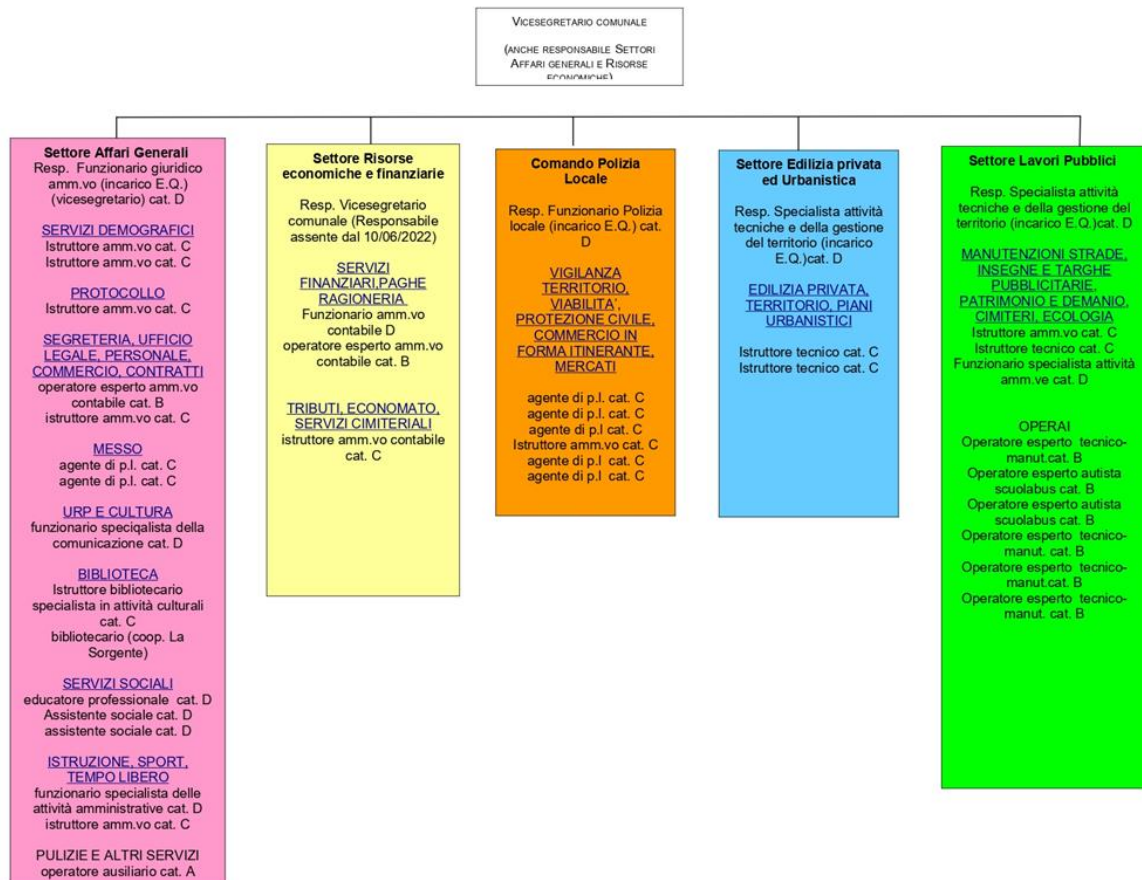 VICESEGRETARIO COMUNALE
(ANCHE RESPONSABILE SETTORI
AFFARI GENERALI E RISORSE
ECONOMICHE)
Settore Affari Generali
Resp. Funzionario giuridico
amm.vo (incarico E.Q.)
(vicesegretario) cat. D
SERVIZI DEMOGRAFICI
Istruttore amm.vo cat. C
Istruttore amm.vo cat. C
PROTOCOLLO
Istruttore amm.vo cat. C
SEGRETERIA, UFFICIO
LEGALE, PERSONALE,
COMMERCIO, CONTRATTI
operatore esperto amm.vo
contabile cat. B
istruttore amm.vo cat. C
MESSO
agente di p.l. cat. C
agente di p.l. cat. C
URP E CULTURA
funzionario speciqalista della
comunicazione cat. D
BIBLIOTECA
Istruttore bibliotecario
specialista in attività culturali
cat. C
bibliotecario (coop. La
Sorgente)
SERVIZI SOCIALI
educatore professionale cat. D
Assistente sociale cat. D
assistente sociale cat. D
ISTRUZIONE, SPORT,
TEMPO LIBERO
funzionario specialista delle
attività amministrative cat. D
istruttore amm.vo cat. C
PULIZIE E ALTRI SERVIZI
operatore ausiliario cat. A
Settore Risorse
economiche e finanziarie
Resp. Vicesegretario
comunale (Responsabile
assente dal 10/06/2022)
SERVIZI
FINANZIARI,PAGHE
RAGIONERIA
Funzionario amm.vo
contabile D
operatore esperto amm.vo
contabile cat. B
TRIBUTI, ECONOMATO,
SERVIZI CIMITERIALI
istruttore amm.vo contabile
cat. C
Comando Polizia
Locale
Resp. Funzionario Polizia
locale (incarico E.Q.) cat.
D
VIGILANZA
TERRITORIO,
VIABILITA',
PROTEZIONE CIVILE,
COMMERCIO IN
FORMA ITINERANTE,
MERCATI
agente di p.l. cat. C
agente di p.l. cat. C
agente di p.l cat. C
Istruttore amm.vo cat. C
agente di p.l cat. C
agente di p.l cat. C
Settore Edilizia privata
ed Urbanistica
Resp. Specialista attività
tecniche e della gestione
del territorio (incarico
E.Q.)cat. D
EDILIZIA PRIVATA,
TERRITORIO, PIANI
URBANISTICI
Istruttore tecnico cat. C
Istruttore tecnico cat. C
Settore Lavori Pubblici
Resp. Specialista attività
tecniche e della gestione del
territorio (incarico E.Q.)cat. D
MANUTENZIONI STRADE,
INSEGNE E TARGHE
PUBBLICITARIE,
PATRIMONIO E DEMANIO,
CIMITERI, ECOLOGIA
Istruttore amm.vo cat. C
Istruttore tecnico cat. C
Funzionario specialista attività
amm.ve cat. D
OPERAI
Operatore esperto tecnico-
manut.cat. B
Operatore esperto autista
scuolabus cat. B
Operatore esperto autista
scuolabus cat. B
Operatore esperto tecnico-
manut. cat. B
Operatore esperto tecnico-
manut.cat. B
Operatore esperto tecnico-
manut. cat. B